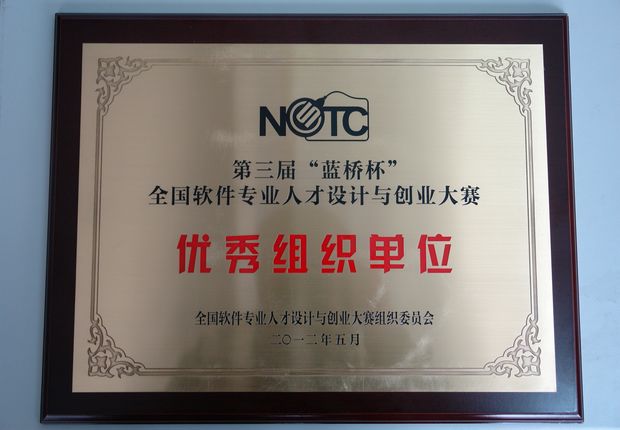 NSTC
第三届“蓝桥杯”
全国软件专业人才设计与创业大赛
优秀组织单位
全国软件专业人才设计与创业大赛组织委员会
二〇一二年五月